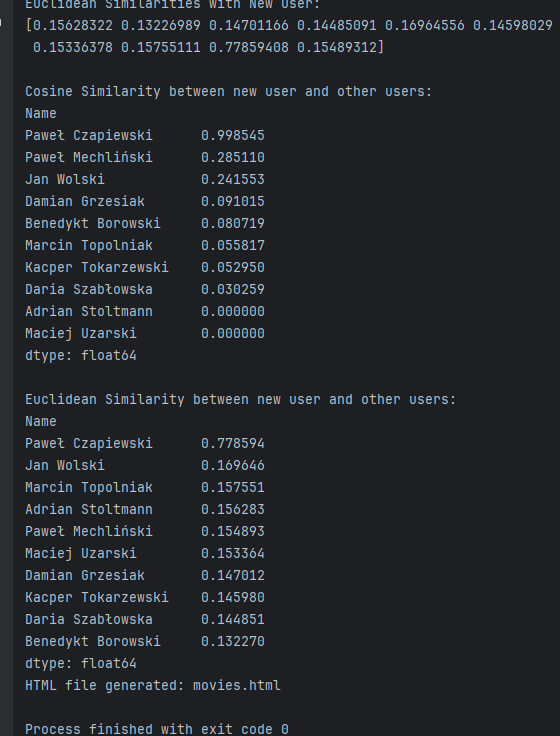 Euclidean Similarities with New User:
[0.15628322 0.13226989 0.14701166 0.14485091 0.16964556 0.14598029
0.15336378 0.15755111 0.77859408 0.15489312]
Cosine Similarity between new user and other users:
Name
Paweł Czapiewski 0.998545
Paweł Mechliński 0.285110
Jan Wolski 0.241553
Damian Grzesiak 0.091015
Benedykt Borowski 0.080719
Marcin Topolniak 0.055817
Kacper Tokarzewski 0.052950
Daria Szabłowska 0.030259
Adrian Stoltmann 0.000000
Maciej Uzarski 0.000000
dtype: float64
Euclidean Similarity between new user and other users:
Name
Paweł Czapiewski 0.778594
Jan Wolski 0.169646
Marcin Topolniak 0.157551
Adrian Stoltmann 0.156283
Paweł Mechliński 0.154893
Maciej Uzarski 0.153364
Damian Grzesiak 0.147012
Kacper Tokarzewski 0.145980
Daria Szabłowska 0.144851
Benedykt Borowski 0.132270
dtype: float64
HTML file generated: movies.html
Process finished with exit code 0